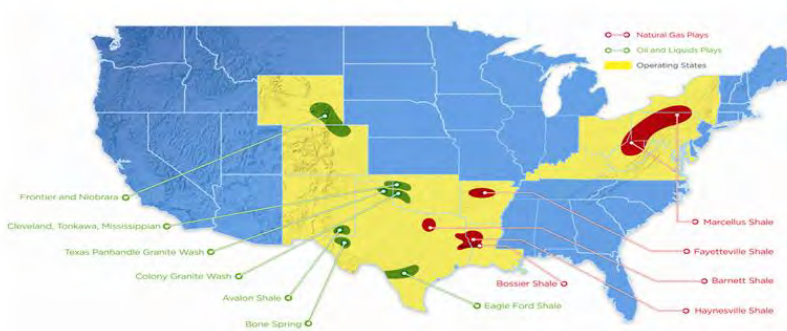 Natural Gas Plays
Oil and Liquids Plays
Operating States
Frontier and Niobrara
Cleveland, Tonkawa, Mississippian
Texas Panhandle Granite Wash
Colony Granite Wash
Avalon Shale
Bone Spring
Eagle Ford Shale
Bossier Shale
Marcellus Shale
Fayetteville Shale
Barnett Shale
Haynesville Shale